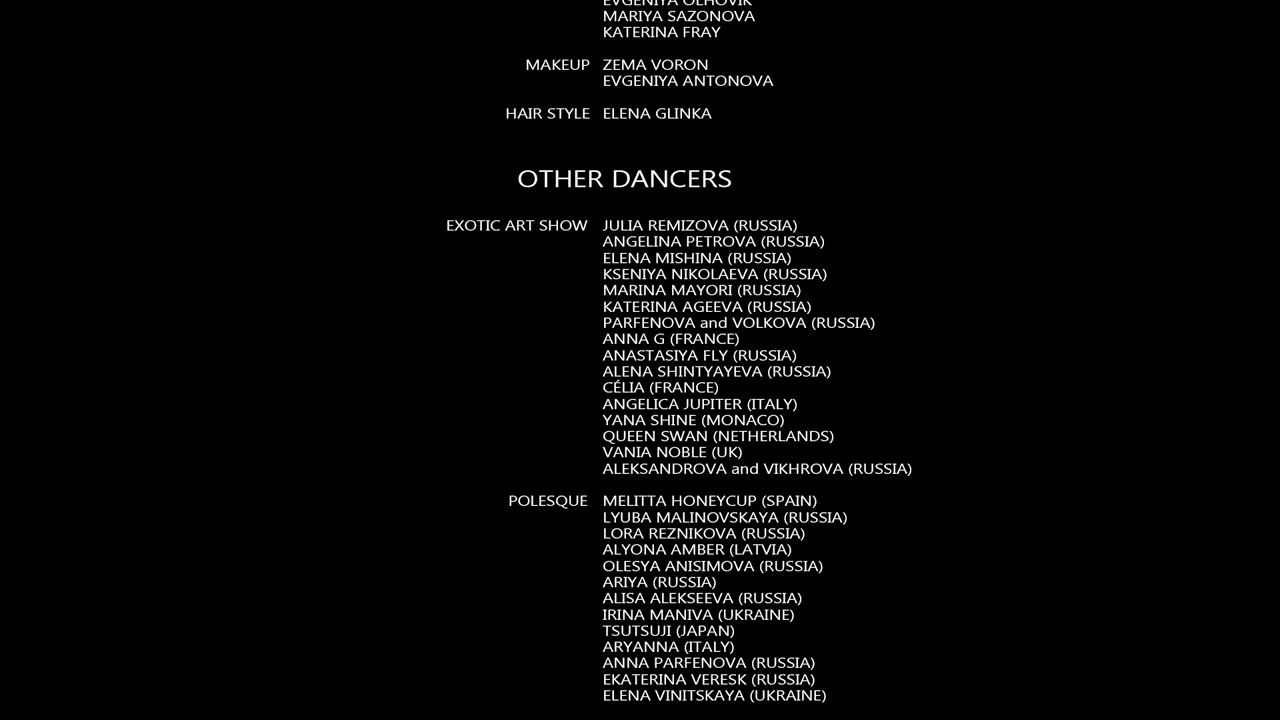 EVGENIYA OLHOVIK
MARIYA SAZONOVA
KATERINA FRAY
MAKEUP ZEMA VORON
EVGENIYA ANTONOVA
HAIR STYLE ELENA GLINKA
OTHER DANCERS
EXOTIC ART SHOW JULIA REMIZOVA (RUSSIA)
ANGELINA PETROVA (RUSSIA)
ELENA MISHINA (RUSSIA)
KSENIYA NIKOLAEVA (RUSSIA)
MARINA MAYORI (RUSSIA)
KATERINA AGEEVA (RUSSIA)
PARFENOVA and VOLKOVA (RUSSIA)
ANNA G (FRANCE)
ANASTASIYA FLY (RUSSIA)
ALENA SHINTYAYEVA (RUSSIA)
CÉLIA (FRANCE)
ANGELICA JUPITER (ITALY)
YANA SHINE (MONACO)
QUEEN SWAN (NETHERLANDS)
VANIA NOBLE (UK)
ALEKSANDROVA and VIKHROVA (RUSSIA)
POLESQUE MELITTA HONEYCUP (SPAIN)
LYUBA MALINOVSKAYA (RUSSIA)
LORA REZNIKOVA (RUSSIA)
ALYONA AMBER (LATVIA)
OLESYA ANISIMOVA (RUSSIA)
ARIYA (RUSSIA)
ALISA ALEKSEEVA (RUSSIA)
IRINA MANIVA (UKRAINE)
TSUTSUJI (JAPAN)
ARYANNA (ITALY)
ANNA PARFENOVA (RUSSIA)
EKATERINA VERESK (RUSSIA)
ELENA VINITSKAYA (UKRAINE)